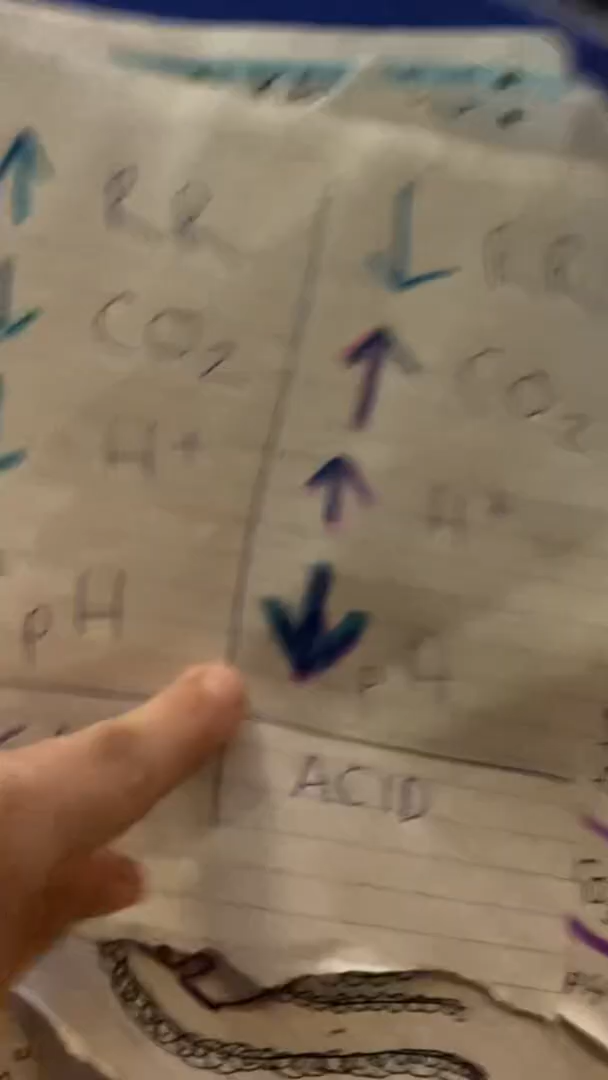 ↑ RR
↓ CO₂
↓ H+
pH
↓ RR
↑ CO₂
↑ H+
↓ pH
ACID